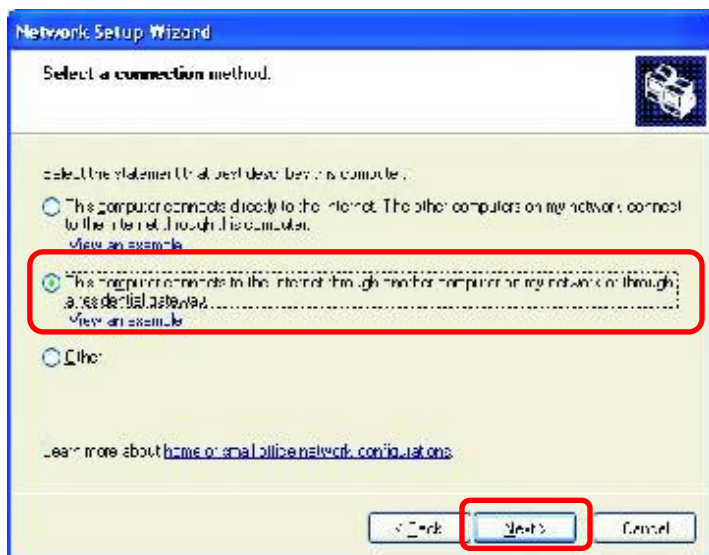 Network Setup Wizard
Select a connection method.
Select the statement that best describes this computer:
This computer connects directly to the Internet. The other computers on my network connect
to the Internet through this computer.
View an example
This computer connects to the Internet through another computer on my network or through
a residential gateway.
View an example
Other
Learn more about home or small office network configurations.
< Back
Next >
Cancel